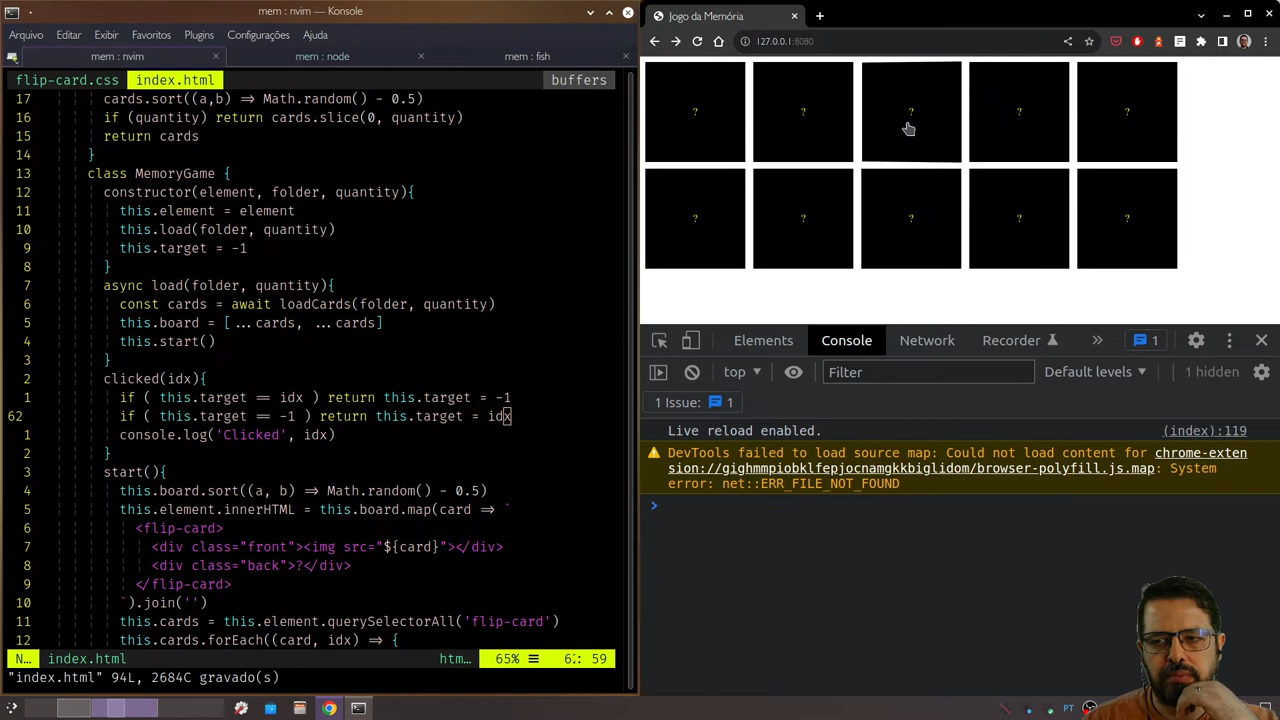 mem : nvim — Konsole
Arquivo Editar Exibir Favoritos Plugins Configurações Ajuda
mem : nvim
mem : node
mem : fish
flip-card.css index.html buffers
17 cards.sort((a,b) ⇒ Math.random() - 0.5)
16 if (quantity) return cards.slice(0, quantity)
15 return cards
14 }
13 class MemoryGame {
12 constructor(element, folder, quantity){
11 this.element = element
10 this.load(folder, quantity)
9 this.target = -1
8 }
7 async load(folder, quantity){
6 const cards = await loadCards(folder, quantity)
5 this.board = [...cards, ...cards]
4 this.start()
3 }
2 clicked(idx){
1 if ( this.target == idx ) return this.target = -1
62 if ( this.target == -1 ) return this.target = idx
1 console.log('Clicked', idx)
2 }
3 start(){
4 this.board.sort((a, b) ⇒ Math.random() - 0.5)
5 this.element.innerHTML = this.board.map(card ⇒ `
6 <flip-card>
7 <div class="front"><img src="${card}"></div>
8 <div class="back">?</div>
9 </flip-card>
10 `).join('')
11 this.cards = this.element.querySelectorAll('flip-card')
12 this.cards.forEach((card, idx) ⇒ {
N… index.html htm… 65% ☰ 62: 59
"index.html" 94L, 2684C gravado(s)
Jogo da Memória
127.0.0.1:8080
? ? ? ? ?
? ? ? ? ?
Elements Console Network Recorder 1
top Filter Default levels 1 hidden
1 Issue: 1
Live reload enabled. (index):119
DevTools failed to load source map: Could not load content for chrome-exten
sion://gighmmpiobklfepjocnamgkkbiglidom/browser-polyfill.js.map: System
error: net::ERR_FILE_NOT_FOUND
PT